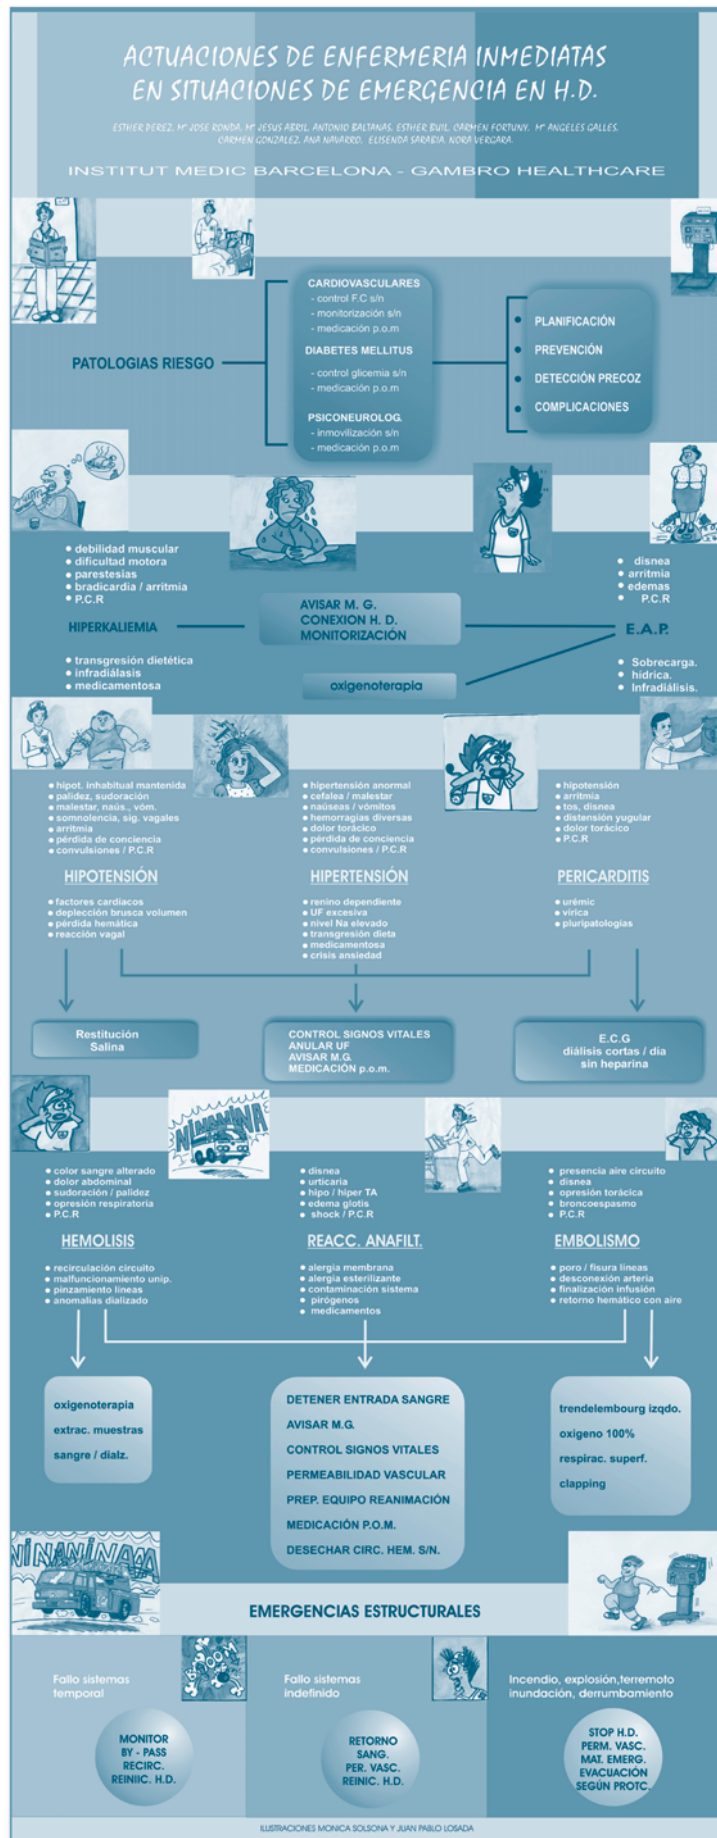 ACTUACIONES DE ENFERMERIA INMEDIATAS
EN SITUACIONES DE EMERGENCIA EN H.D.
ESTHER PEREZ, Mª JOSE RONDA, Mª JESUS ABRIL, ANTONIO BALTANAS, ESTHER BUIL, CARMEN FORTUNY, Mª ANGELES GALLES,
CARMEN GONZALEZ, ANA NAVARRO, ELISENDA SARABIA, NORA VERGARA.
INSTITUT MEDIC BARCELONA - GAMBRO HEALTHCARE
PATOLOGIAS RIESGO
CARDIOVASCULARES
- control F.C s/n
- monitorización s/n
- medicación p.o.m
DIABETES MELLITUS
- control glicemia s/n
- medicación p.o.m
PSICONEUROLOG.
- inmovilización s/n
- medicación p.o.m
• PLANIFICACIÓN
• PREVENCIÓN
• DETECCIÓN PRECOZ
• COMPLICACIONES
• debilidad muscular
• dificultad motora
• parestesias
• bradicardia / arritmia
• P.C.R
HIPERKALIEMIA
• transgresión dietética
• infradiálasis
• medicamentosa
AVISAR M. G.
CONEXION H. D.
MONITORIZACIÓN
oxigenoterapia
• disnea
• arritmia
• edemas
• P.C.R
E.A.P.
• Sobrecarga.
• hídrica.
• Infradiálisis.
• hipot. inhabitual mantenida
• palidez, sudoración
• malestar, naús., vóm.
• somnolencia, sig. vagales
• arritmia
• pérdida de conciencia
• convulsiones / P.C.R
HIPOTENSIÓN
• factores cardíacos
• deplección brusca volumen
• pérdida hemática
• reacción vagal
• hipertensión anormal
• cefalea / malestar
• naúseas / vómitos
• hemorragias diversas
• dolor torácico
• pérdida de conciencia
• convulsiones / P.C.R
HIPERTENSIÓN
• renino dependiente
• UF excesiva
• nivel Na elevado
• transgresión dieta
• medicamentosa
• crisis ansiedad
• hipotensión
• arritmia
• tos, disnea
• distensión yugular
• dolor torácico
• P.C.R
PERICARDITIS
• urémic
• vírica
• pluripatologías
Restitución
Salina
CONTROL SIGNOS VITALES
ANULAR UF
AVISAR M.G.
MEDICACIÓN p.o.m.
E.C.G
diálisis cortas / día
sin heparina
NINANINA
• color sangre alterado
• dolor abdominal
• sudoración / palidez
• opresión respiratoria
• P.C.R
HEMOLISIS
• recirculación circuito
• malfuncionamiento unip.
• pinzamiento líneas
• anomalias dializado
• disnea
• urticaria
• hipo / hiper TA
• edema glotis
• shock / P.C.R
REACC. ANAFILT.
• alergia membrana
• alergia esterilizante
• contaminación sistema
• pirógenos
• medicamentos
• presencia aire circuito
• disnea
• opresión torácica
• broncoespasmo
• P.C.R
EMBOLISMO
• poro / fisura líneas
• desconexión arteria
• finalización infusión
• retorno hemático con aire
oxigenoterapia
extrac. muestras
sangre / dialz.
DETENER ENTRADA SANGRE
AVISAR M.G.
CONTROL SIGNOS VITALES
PERMEABILIDAD VASCULAR
PREP. EQUIPO REANIMACIÓN
MEDICACIÓN P.O.M.
DESECHAR CIRC. HEM. S/N.
trendelembourg izqdo.
oxigeno 100%
respirac. superf.
clapping
NINANINAM
EMERGENCIAS ESTRUCTURALES
Fallo sistemas
temporal
BOOM
MONITOR
BY - PASS
RECIRC.
REINIIC. H.D.
Fallo sistemas
indefinido
RETORNO
SANG.
PER. VASC.
REINIC. H.D.
Incendio, explosión,terremoto
inundación, derrumbamiento
STOP H.D.
PERM. VASC.
MAT. EMERG.
EVACUACIÓN
SEGÚN PROTC.
ILUSTRACIONES MONICA SOLSONA Y JUAN PABLO LOSADA